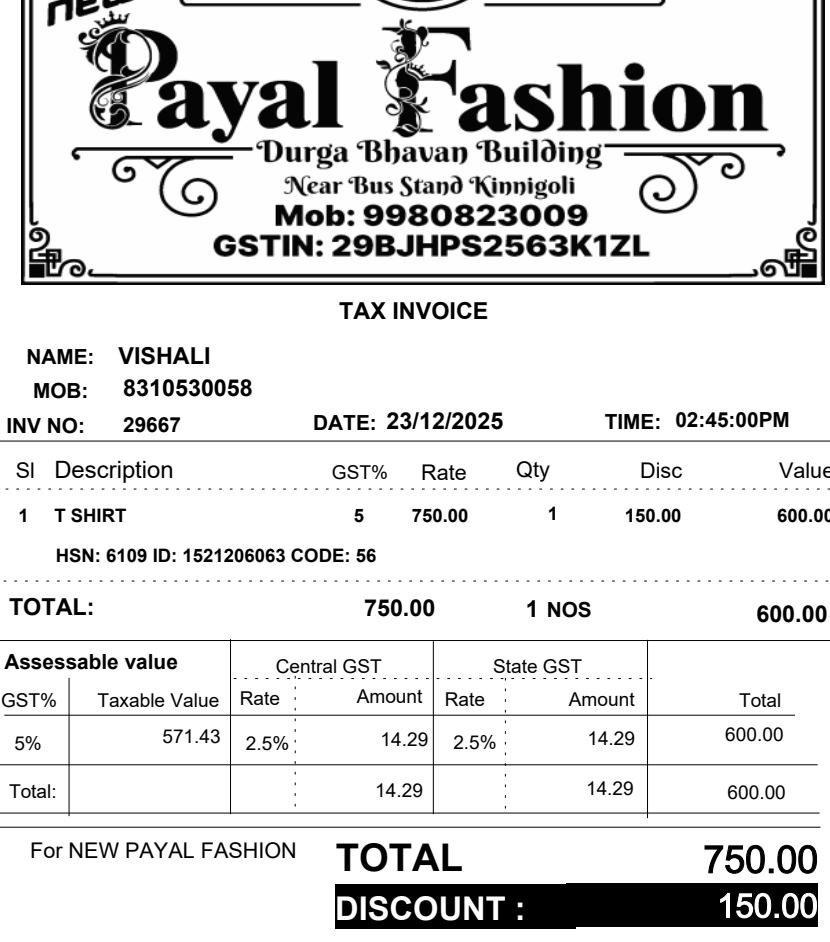 new
Payal Fashion
Durga Bhavan Building
Near Bus Stand Kinnigoli
Mob: 9980823009
GSTIN: 29BJHPS2563K1ZL
TAX INVOICE
NAME: VISHALI
MOB: 8310530058
INV NO: 29667 DATE: 23/12/2025 TIME: 02:45:00PM
Sl Description GST% Rate Qty Disc Value
1 T SHIRT 5 750.00 1 150.00 600.00
HSN: 6109 ID: 1521206063 CODE: 56
TOTAL: 750.00 1 NOS 600.00
Assessable value Central GST State GST
GST% Taxable Value Rate Amount Rate Amount Total
5% 571.43 2.5% 14.29 2.5% 14.29 600.00
Total: 14.29 14.29 600.00
For NEW PAYAL FASHION TOTAL 750.00
DISCOUNT : 150.00